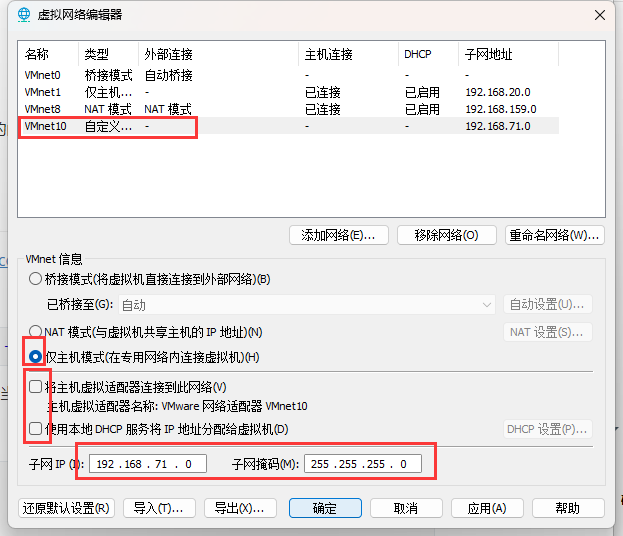 虚拟网络编辑器
名称 类型 外部连接 主机连接 DHCP 子网地址
VMnet0 桥接模式 自动桥接 - - -
VMnet1 仅主机... - 已连接 已启用 192.168.20.0
VMnet8 NAT 模式 NAT 模式 已连接 已启用 192.168.159.0
VMnet10 自定义... - - - 192.168.71.0
添加网络(E)... 移除网络(O) 重命名网络(W)...
VMnet 信息
桥接模式(将虚拟机直接连接到外部网络)(B)
已桥接至(G): 自动 自动设置(U)...
NAT 模式(与虚拟机共享主机的 IP 地址)(N) NAT 设置(S)...
仅主机模式(在专用网络内连接虚拟机)(H)
将主机虚拟适配器连接到此网络(V)
主机虚拟适配器名称: VMware 网络适配器 VMnet10
使用本地 DHCP 服务将 IP 地址分配给虚拟机(D) DHCP 设置(P)...
子网 IP (I): 192 . 168 . 71 . 0 子网掩码(M): 255 . 255 . 255 . 0
还原默认设置(R) 导入(T)... 导出(X)... 确定 取消 应用(A) 帮助